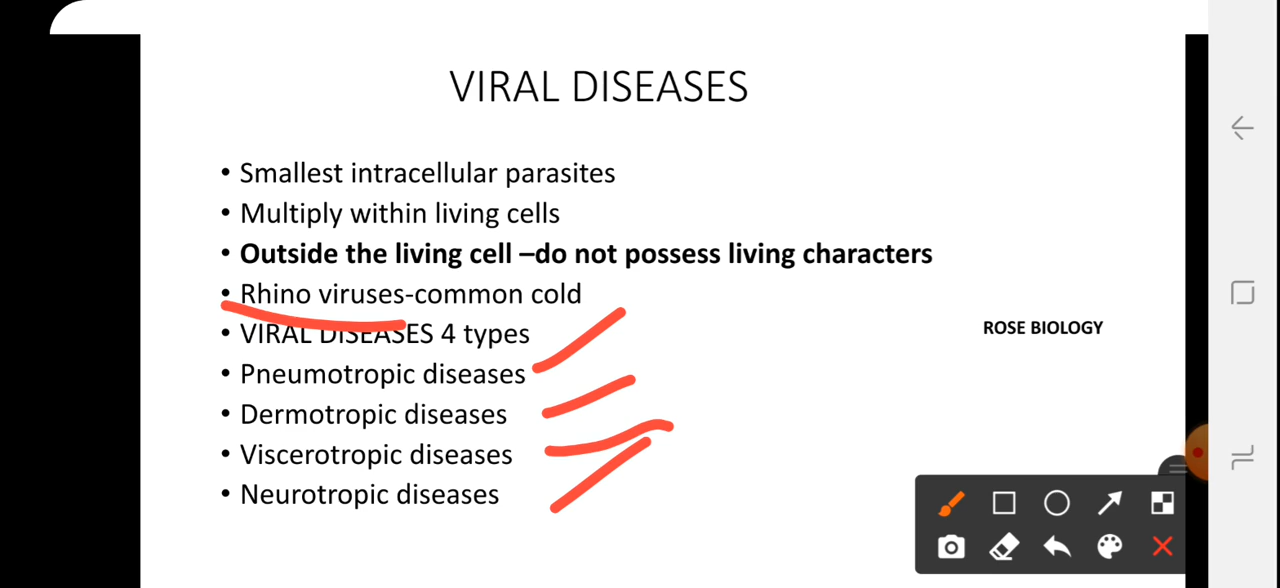 VIRAL DISEASES
• Smallest intracellular parasites
• Multiply within living cells
• Outside the living cell –do not possess living characters
• Rhino viruses-common cold
• VIRAL DISEASES 4 types
ROSE BIOLOGY
• Pneumotropic diseases
• Dermotropic diseases
• Viscerotropic diseases
• Neurotropic diseases